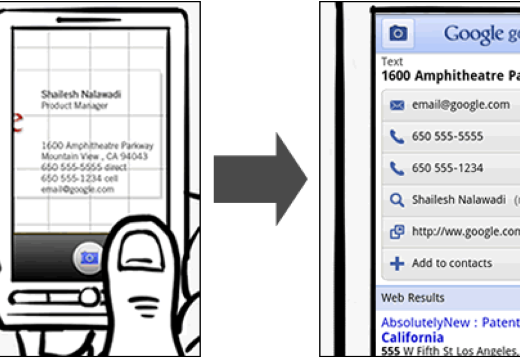 e
Shailesh Nalawadi
Product Manager
1600 Amphitheatre Parkway
Mountain View , CA 94043
650 555-5555 direct
650 555-1234 cell
email@google.com
Google go
Text
1600 Amphitheatre Pa
email@google.com
650 555-5555
650 555-1234
Shailesh Nalawadi
http://ww.google.com
Add to contacts
Web Results
AbsolutelyNew : Patent
California
555 W Fifth St Los Angeles,